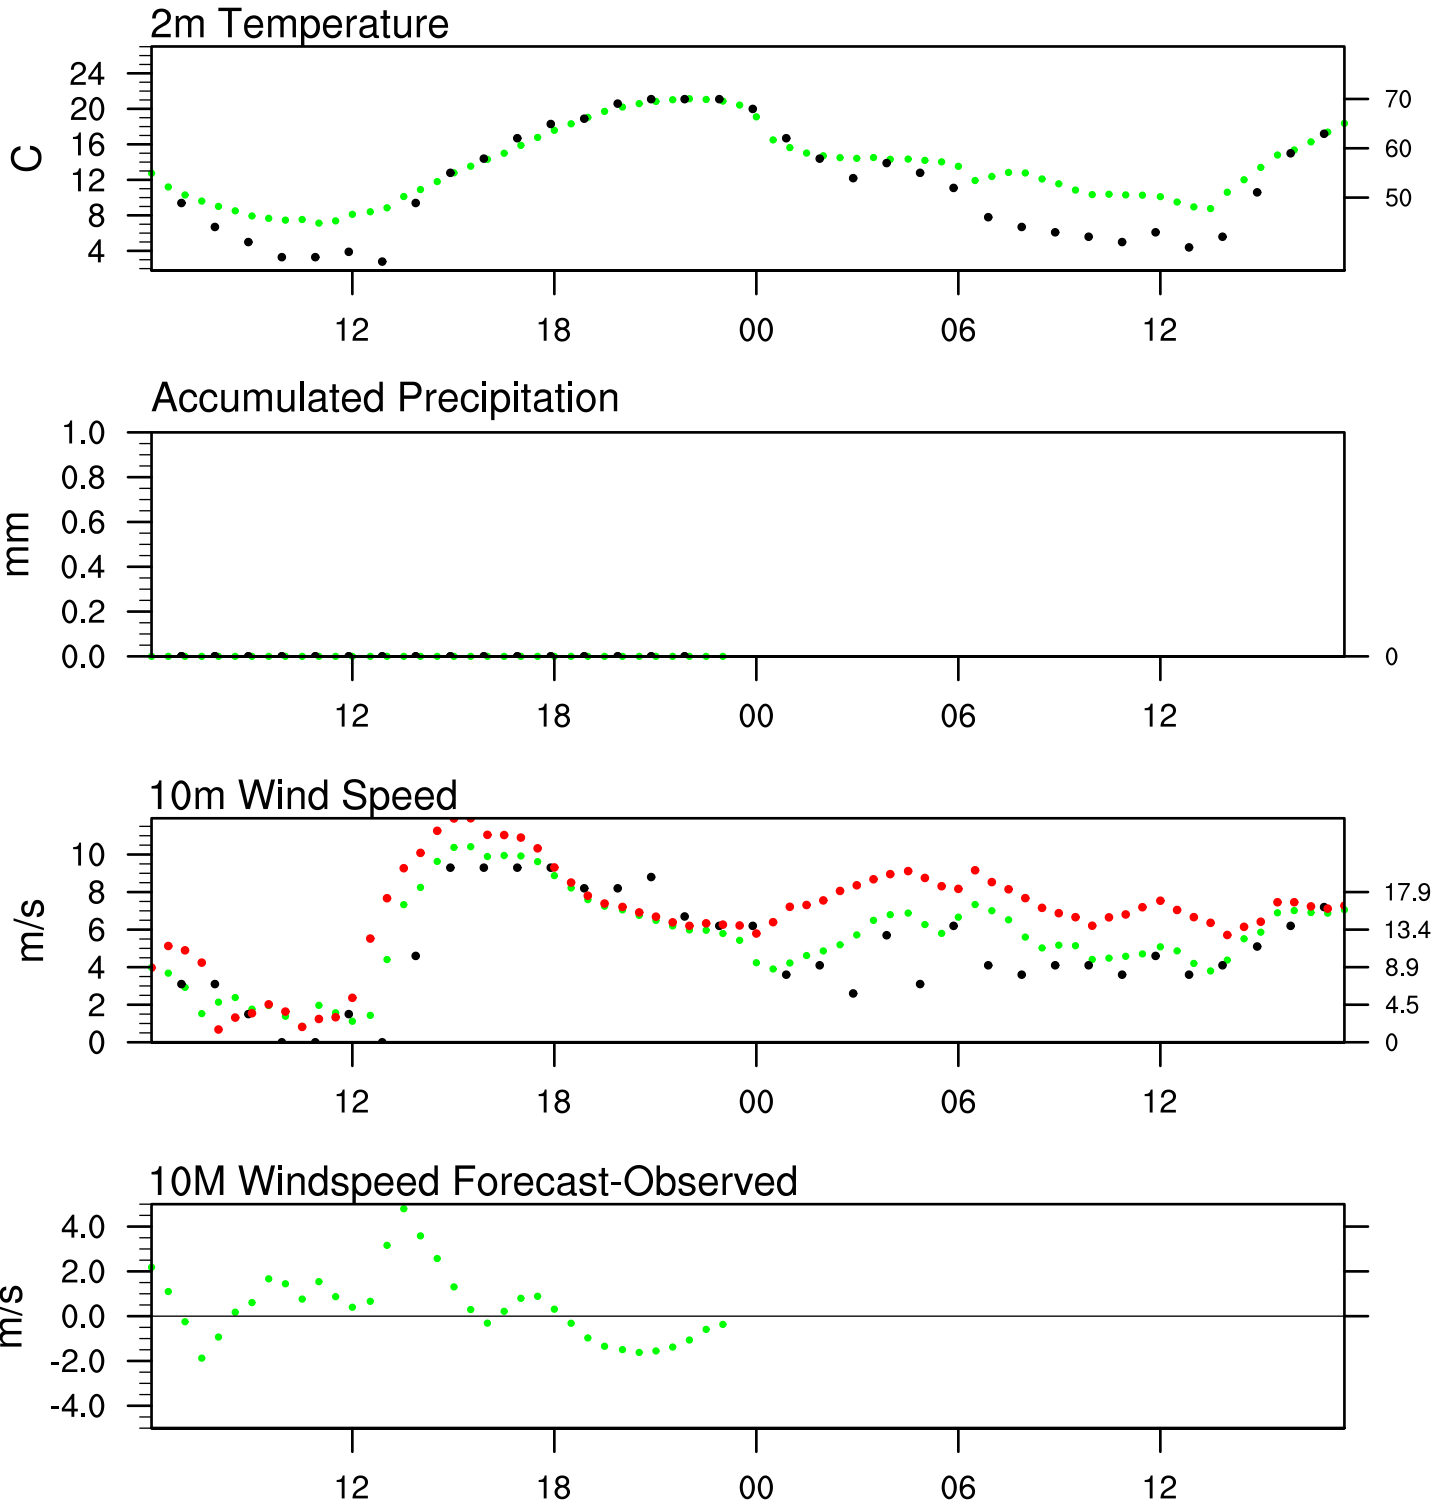 2m Temperature
C
24
20
16
12
8
4
70
60
50
12 18 00 06 12
Accumulated Precipitation
mm
1.0
0.8
0.6
0.4
0.2
0.0
0
12 18 00 06 12
10m Wind Speed
m/s
10
8
6
4
2
0
17.9
13.4
8.9
4.5
0
12 18 00 06 12
10M Windspeed Forecast-Observed
m/s
4.0
2.0
0.0
-2.0
-4.0
12 18 00 06 12